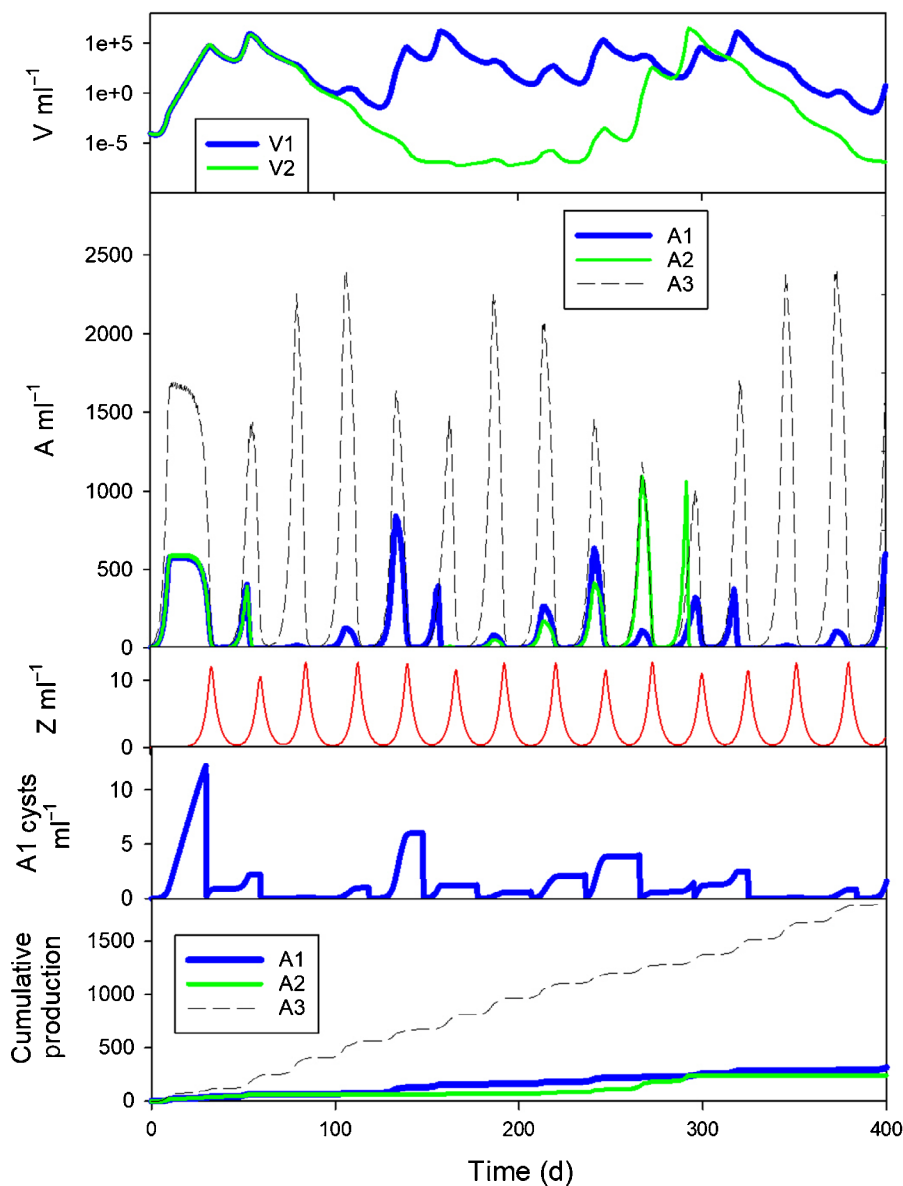 V ml⁻¹
1e+5
1e+0
1e-5
V1
V2
A ml⁻¹
2500
2000
1500
1000
500
0
A1
A2
A3
Z ml⁻¹
10
0
A1 cysts
ml⁻¹
10
5
0
Cumulative
production
1500
1000
500
0
A1
A2
A3
0 100 200 300 400
Time (d)